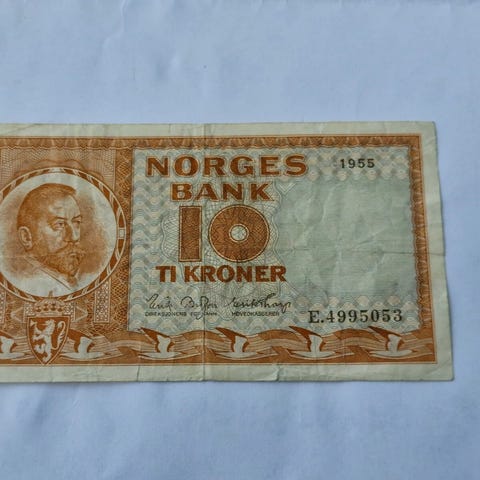 NORGES
1955
BANK
10
TI KRONER
DIREKSJONENS FORMANN HOVEDKASSERER
E.4995053